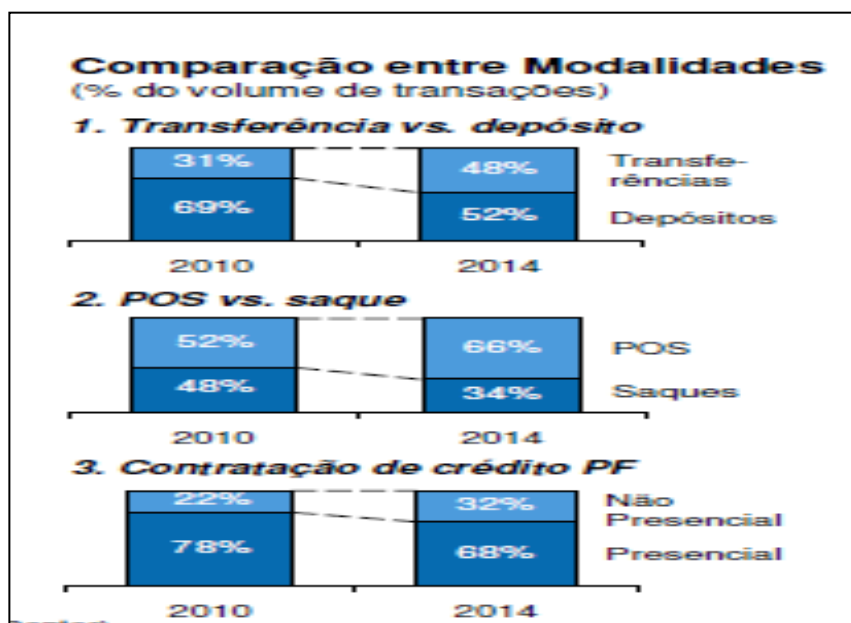 Comparação entre Modalidades
(% do volume de transações)
1. Transferência vs. depósito
31% 48% Transfe-
rências
69% 52% Depósitos
2010 2014
2. POS vs. saque
52% 66% POS
48% 34% Saques
2010 2014
3. Contratação de crédito PF
22% 32% Não
Presencial
78% 68% Presencial
2010 2014